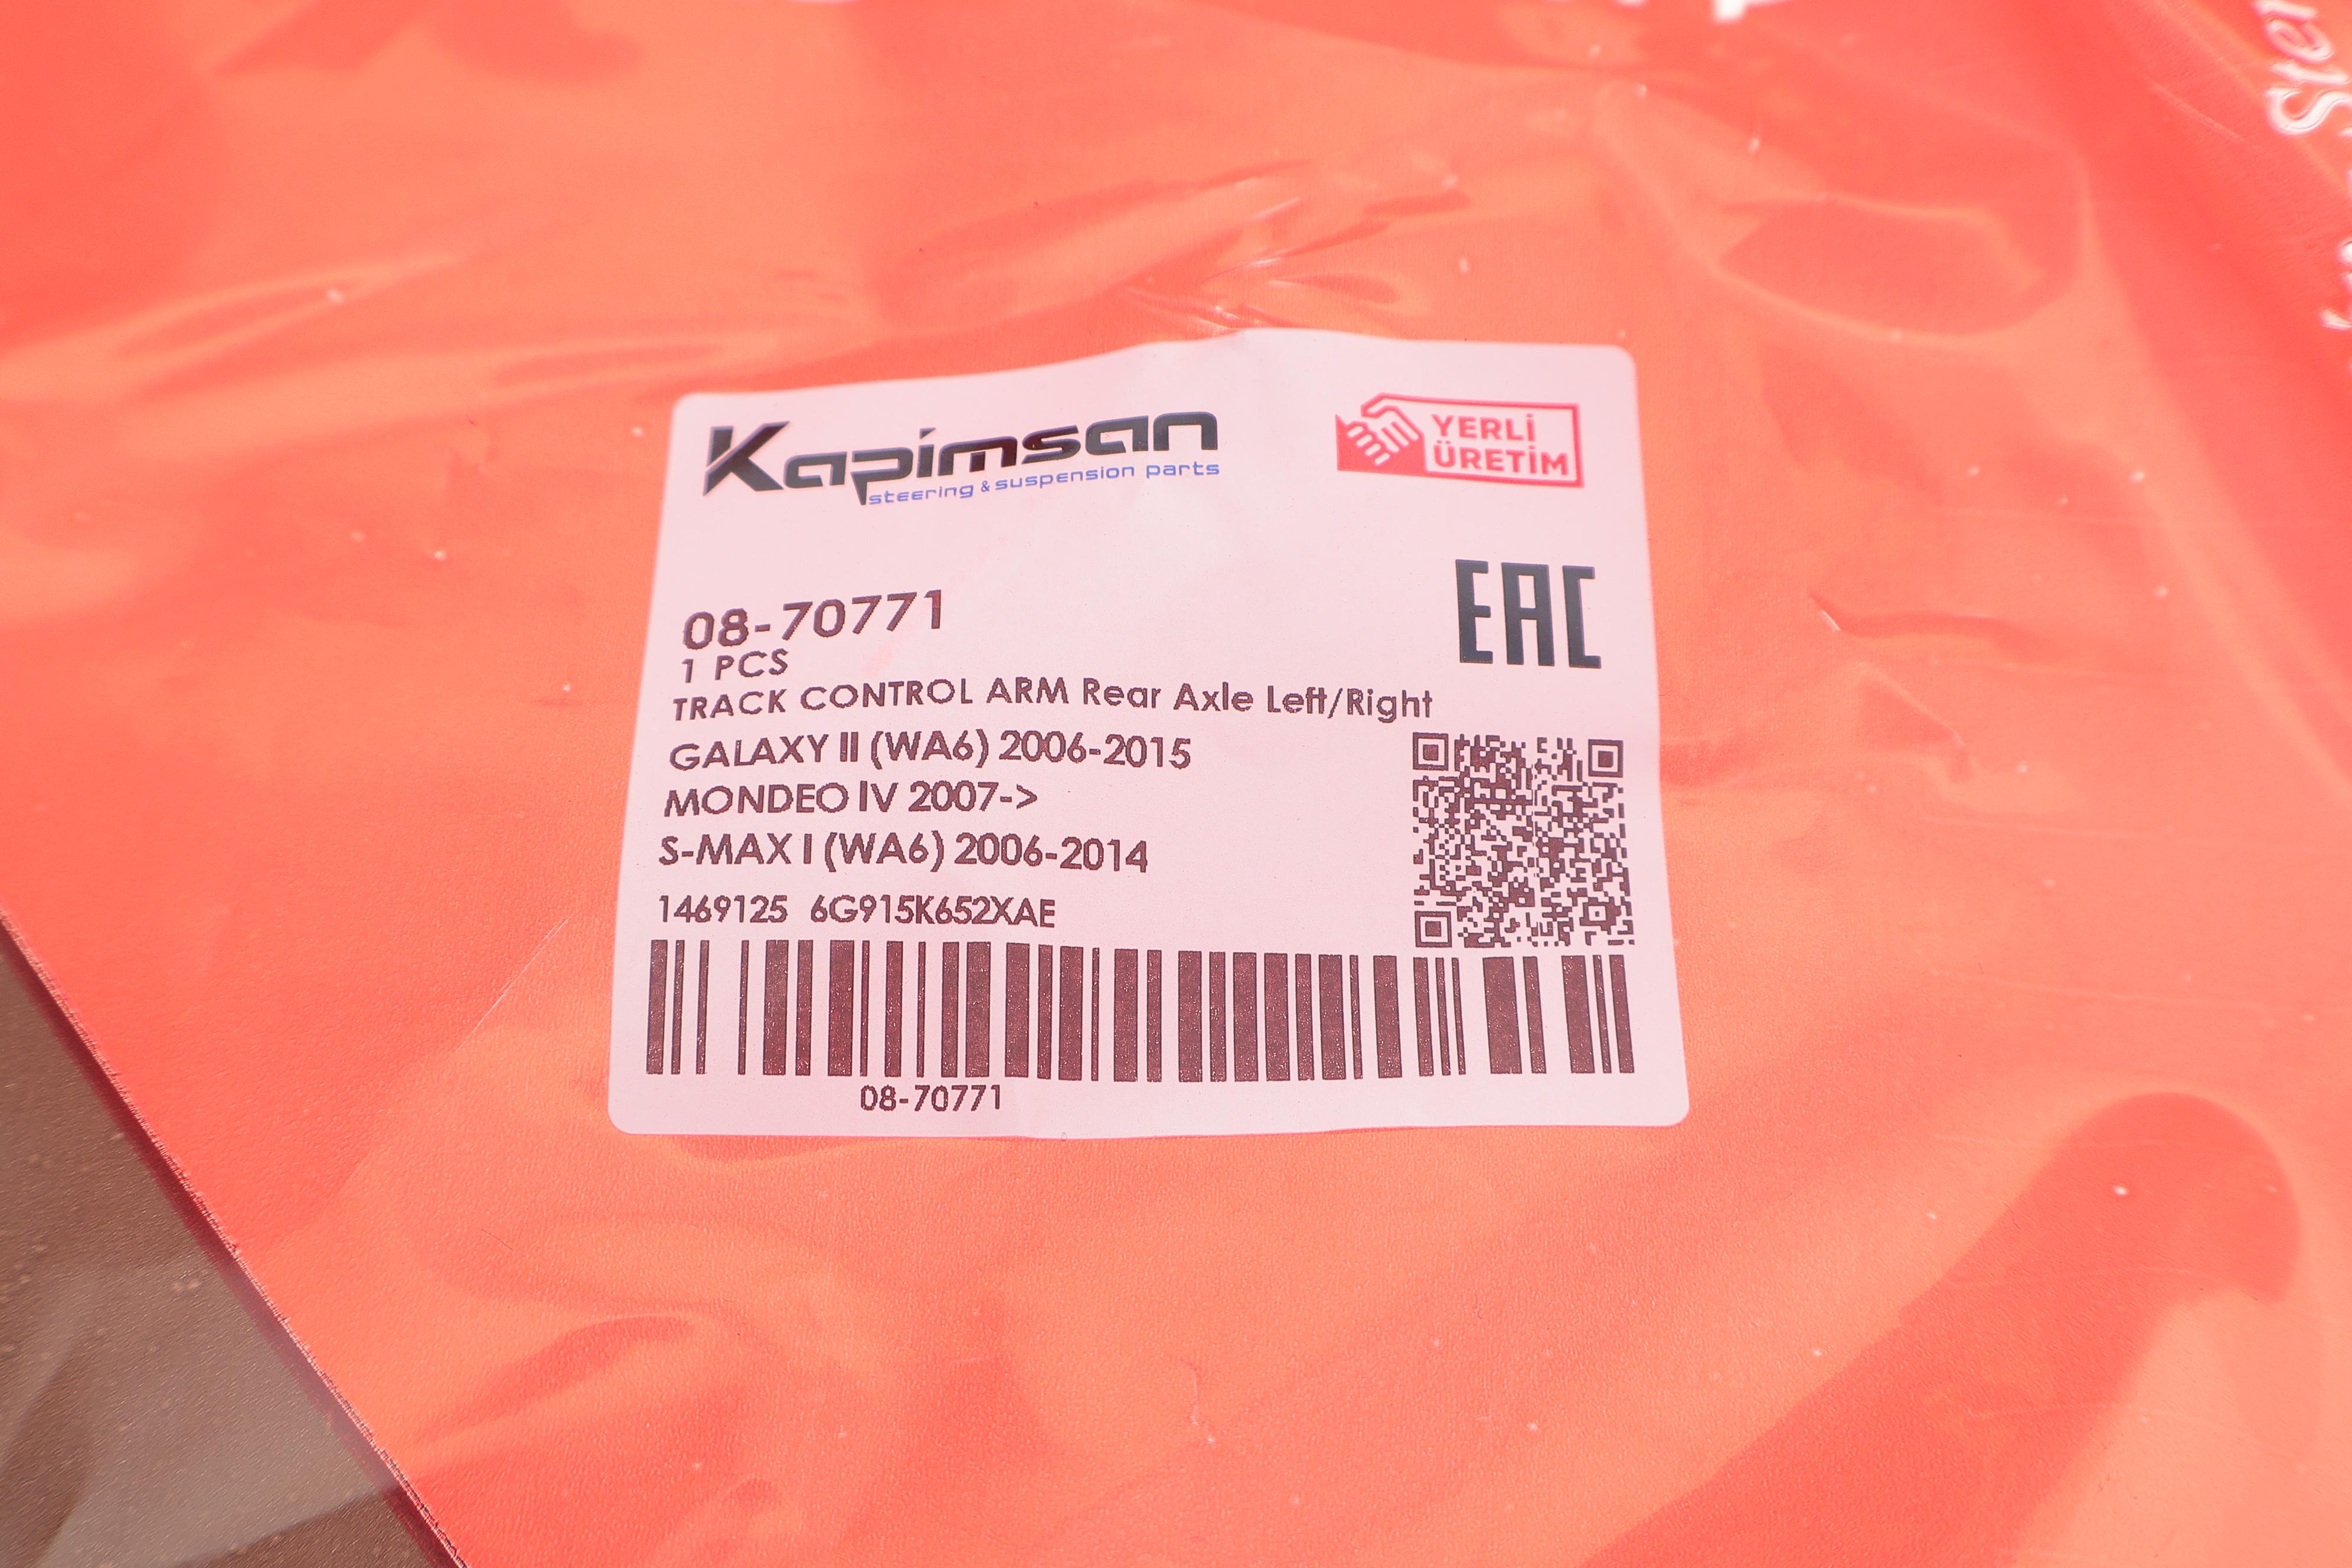 Kapimsan
steering & suspension parts
YERLİ
ÜRETİM
EAC
08-70771
1 PCS
TRACK CONTROL ARM Rear Axle Left/Right
GALAXY II (WA6) 2006-2015
MONDEO IV 2007->
S-MAX I (WA6) 2006-2014
1469125 6G915K652XAE
08-70771